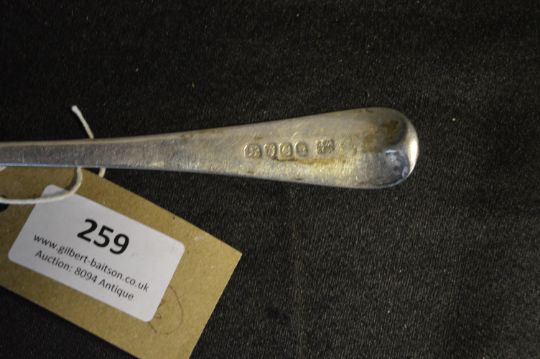 259
www.gilbert-baitson.co.uk
Auction: 8094 Antique